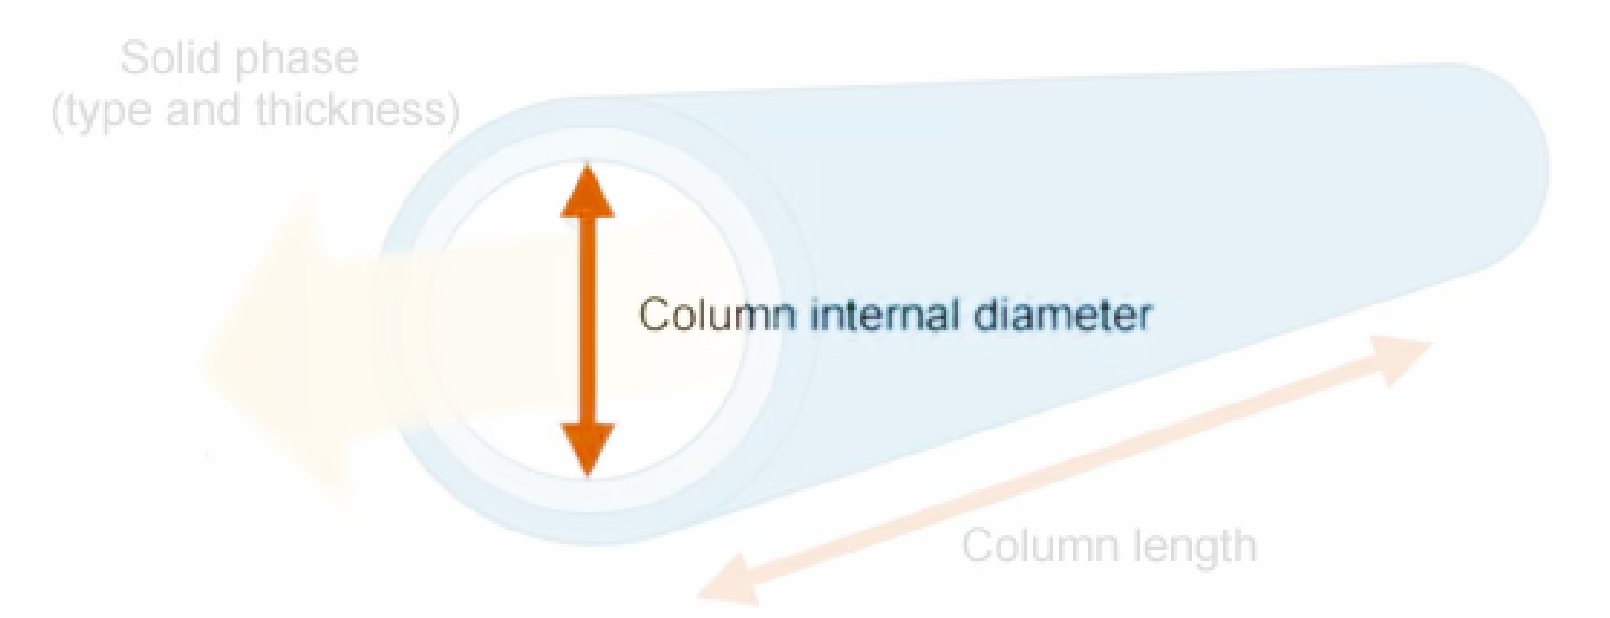 Solid phase
(type and thickness)
Column internal diameter
Column length